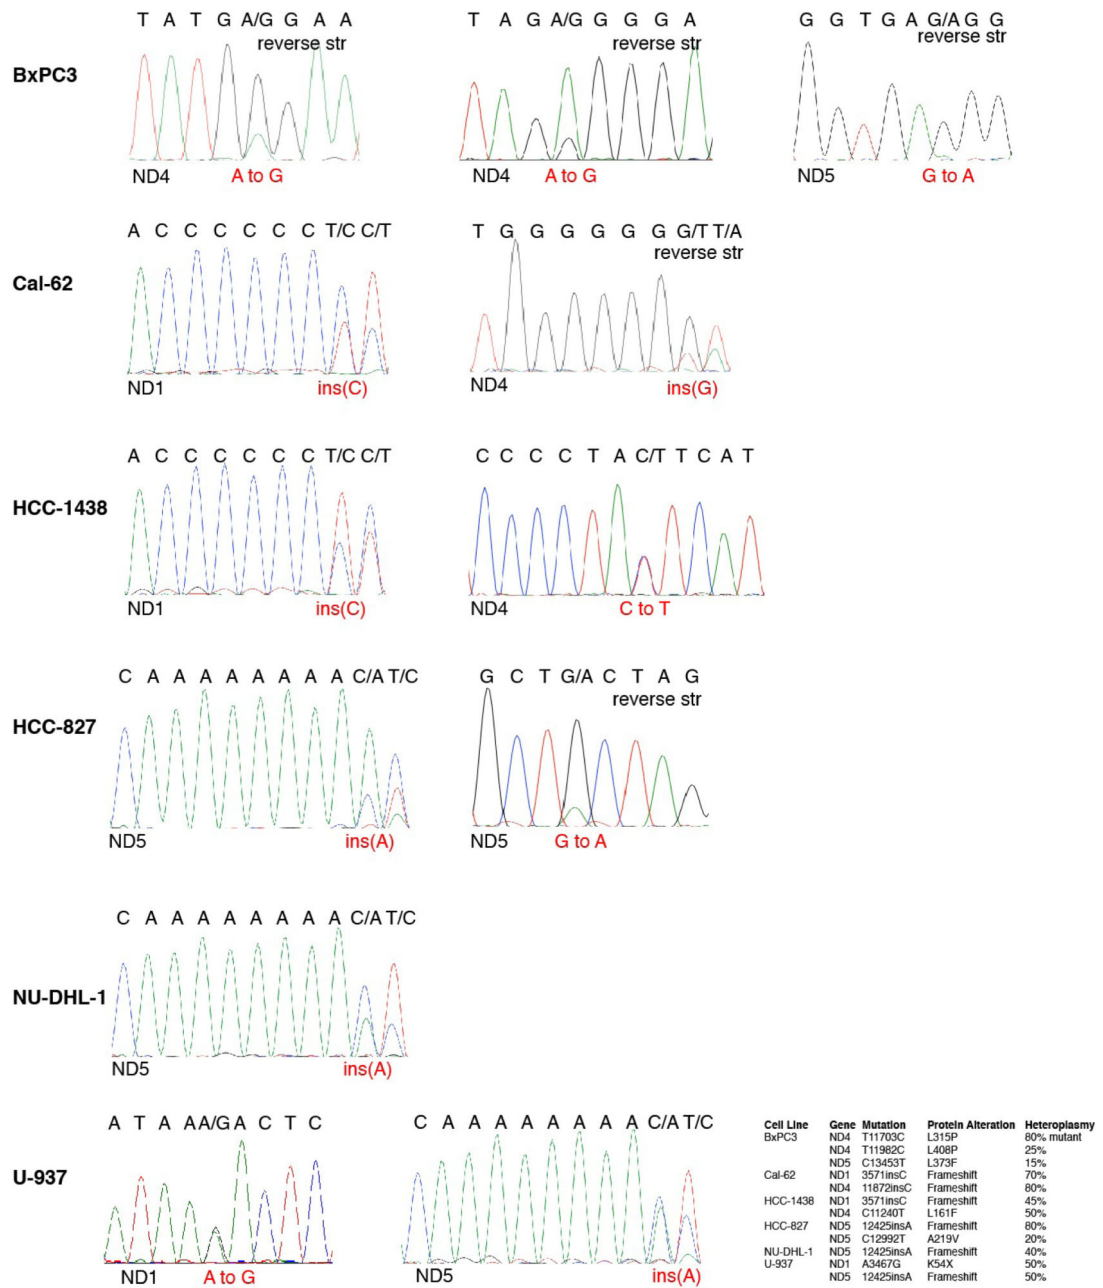 T A T G A/G G A A
reverse str
T A G A/G G G G A
reverse str
G G T G A G/A G G
reverse str
BxPC3
ND4 A to G
ND4 A to G
ND5 G to A
A C C C C C C T/C C/T
T G G G G G G G/T T/A
reverse str
Cal-62
ND1 ins(C)
ND4 ins(G)
A C C C C C C T/C C/T
C C C C T A C/T T C A T
HCC-1438
ND1 ins(C)
ND4 C to T
C A A A A A A A A C/A T/C
G C T G/A C T A G
reverse str
HCC-827
ND5 ins(A)
ND5 G to A
C A A A A A A A A C/A T/C
NU-DHL-1
ND5 ins(A)
A T A A A/G A C T C
C A A A A A A A A C/A T/C
U-937
ND1 A to G
ND5 ins(A)
Cell Line Gene Mutation Protein Alteration Heteroplasmy
BxPC3 ND4 T11703C L315P 80% mutant
ND4 T11982C L408P 25%
ND5 C13453T L373F 15%
Cal-62 ND1 3571insC Frameshift 70%
ND4 11872insC Frameshift 80%
HCC-1438 ND1 3571insC Frameshift 45%
ND4 C11240T L161F 50%
HCC-827 ND5 12425insA Frameshift 80%
ND5 C12992T A219V 20%
NU-DHL-1 ND5 12425insA Frameshift 40%
U-937 ND1 A3467G K54X 50%
ND5 12425insA Frameshift 50%